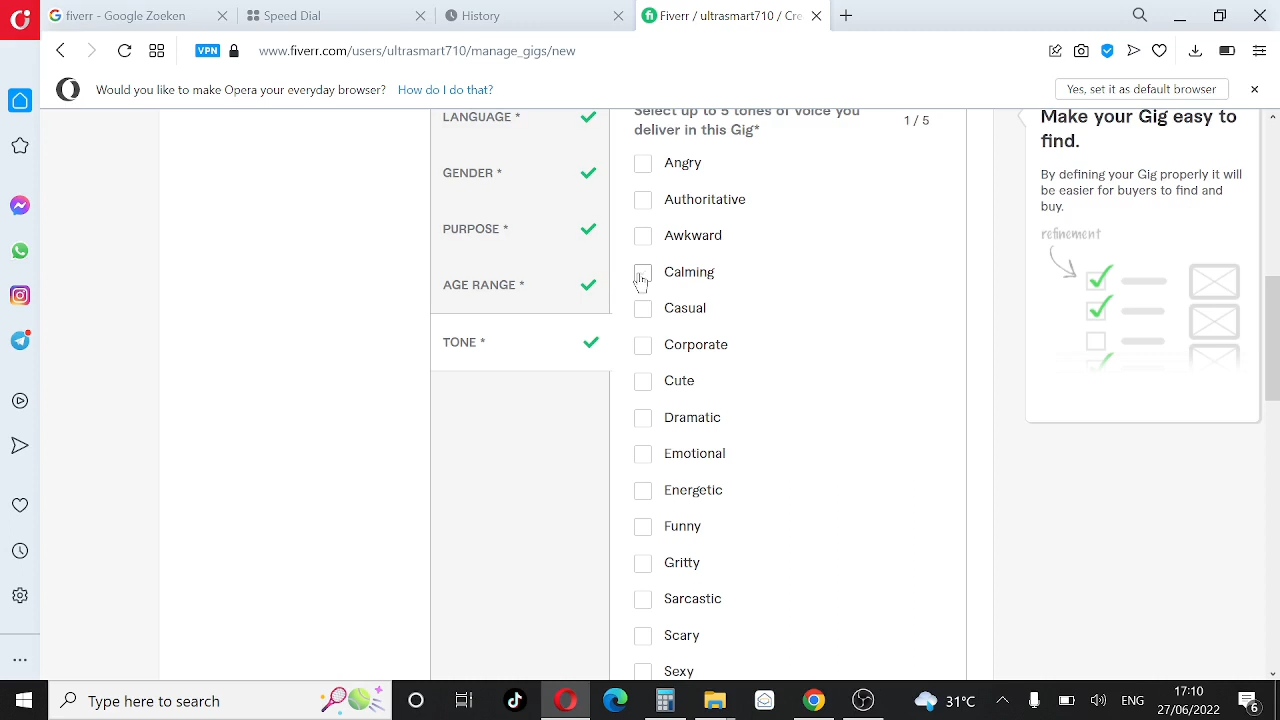 fiverr - Google Zoeken
Speed Dial
History
Fiverr / ultrasmart710 / Cre
VPN
www.fiverr.com/users/ultrasmart710/manage_gigs/new
Would you like to make Opera your everyday browser? How do I do that?
Yes, set it as default browser
LANGUAGE *
GENDER *
PURPOSE *
AGE RANGE *
TONE *
Select up to 5 tones of voice you
deliver in this Gig*
1 / 5
Angry
Authoritative
Awkward
Calming
Casual
Corporate
Cute
Dramatic
Emotional
Energetic
Funny
Gritty
Sarcastic
Scary
Sexy
Make your Gig easy to
find.
By defining your Gig properly it will
be easier for buyers to find and
buy.
refinement
Type here to search
31°C
ENG
17:10
27/06/2022
6